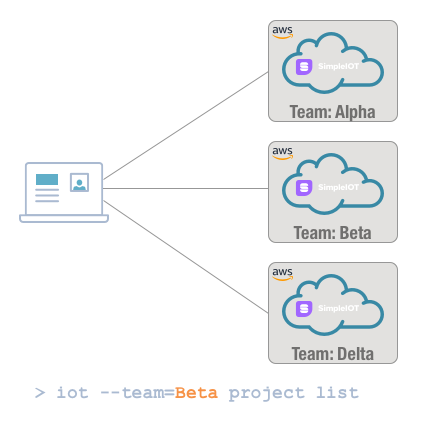 aws
SimpleIOT
Team: Alpha
aws
SimpleIOT
Team: Beta
aws
SimpleIOT
Team: Delta
> iot --team=Beta project list